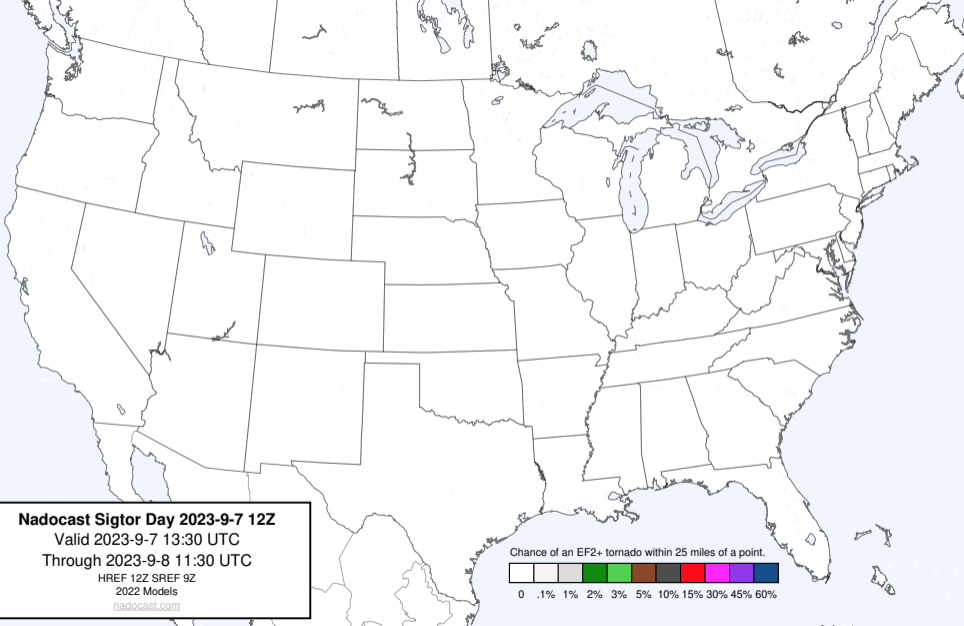 Nadocast Sigtor Day 2023-9-7 12Z
Valid 2023-9-7 13:30 UTC
Through 2023-9-8 11:30 UTC
HREF 12Z SREF 9Z
2022 Models
nadocast.com
Chance of an EF2+ tornado within 25 miles of a point.
0 .1% 1% 2% 3% 5% 10% 15% 30% 45% 60%